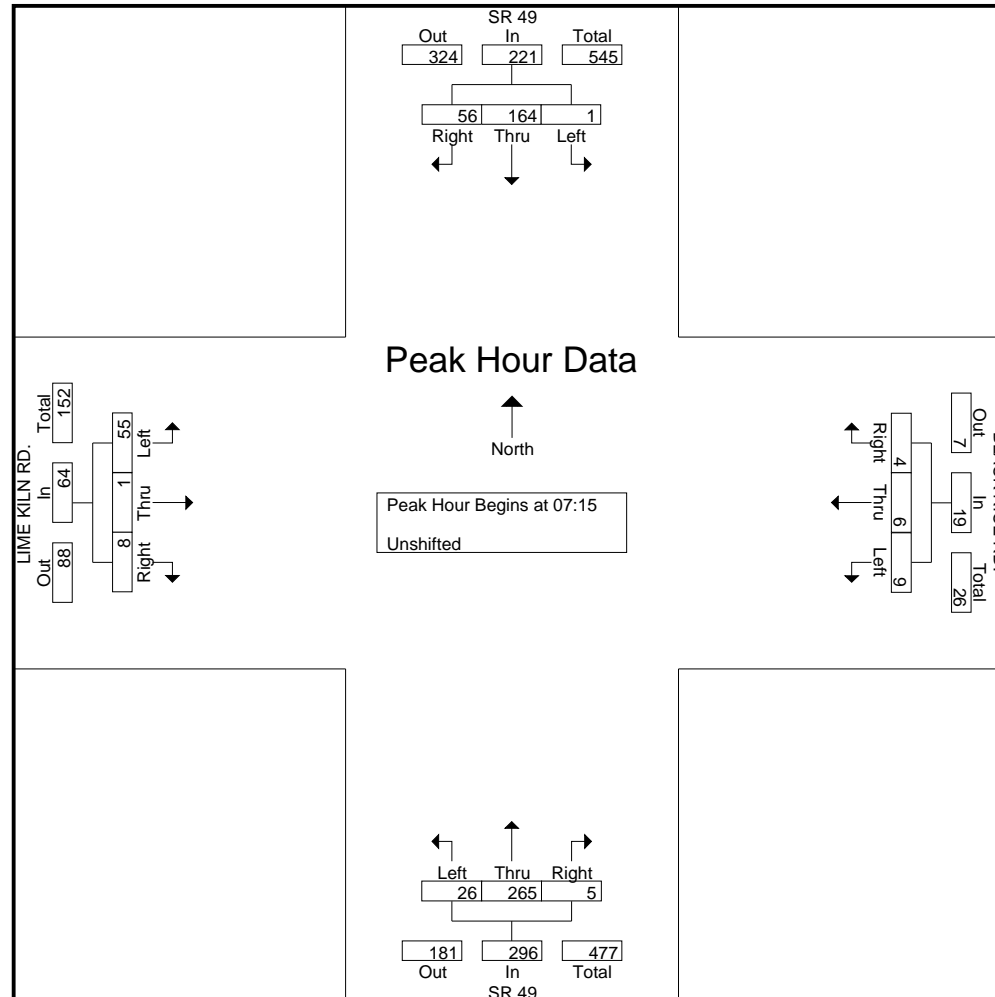 SR 49
Out In Total
324 221 545
56 164 1
Right Thru Left
Peak Hour Data
North
Peak Hour Begins at 07:15
Unshifted
LIME KILN RD.
Total In Out
152 64 88
55 1 8
Left Thru Right
Out In Total
7 19 26
4 6 9
Right Thru Left
Left Thru Right
26 265 5
181 296 477
Out In Total
SR 49